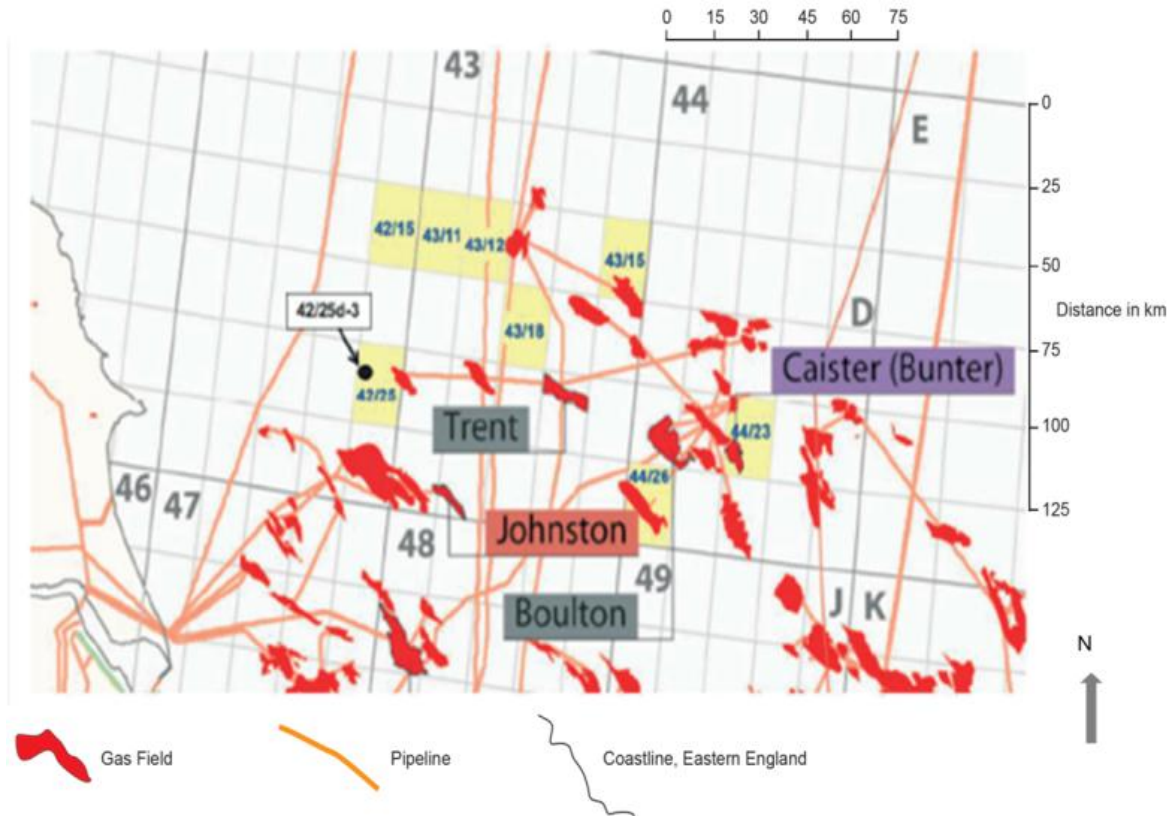 0 15 30 45 60 75
43
44
E
0
25
42/15
43/11
43/12
43/15
50
42/25d-3
D
Distance in km
43/18
75
Caister (Bunter)
42/25
Trent
44/23
100
44/26
46
47
125
48
Johnston
49
J
K
Boulton
N
Gas Field
Pipeline
Coastline, Eastern England